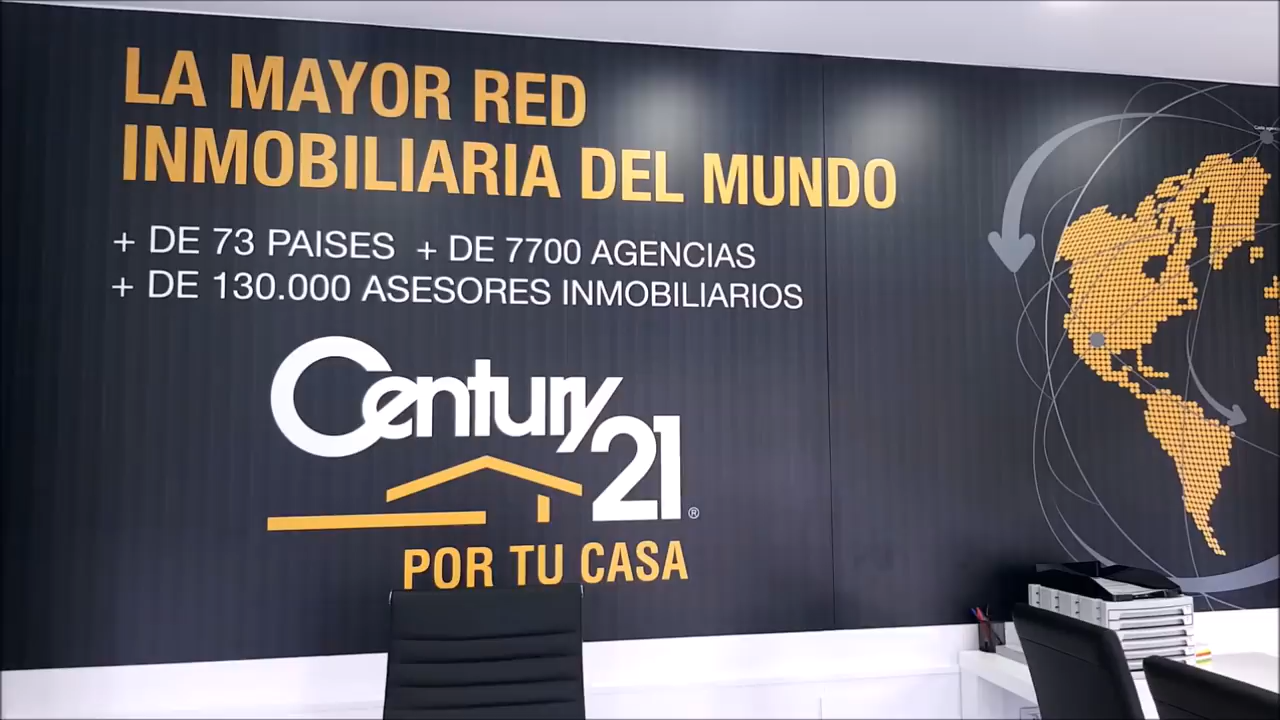 LA MAYOR RED
INMOBILIARIA DEL MUNDO
+ DE 73 PAISES + DE 7700 AGENCIAS
+ DE 130.000 ASESORES INMOBILIARIOS
Century
21®
POR TU CASA